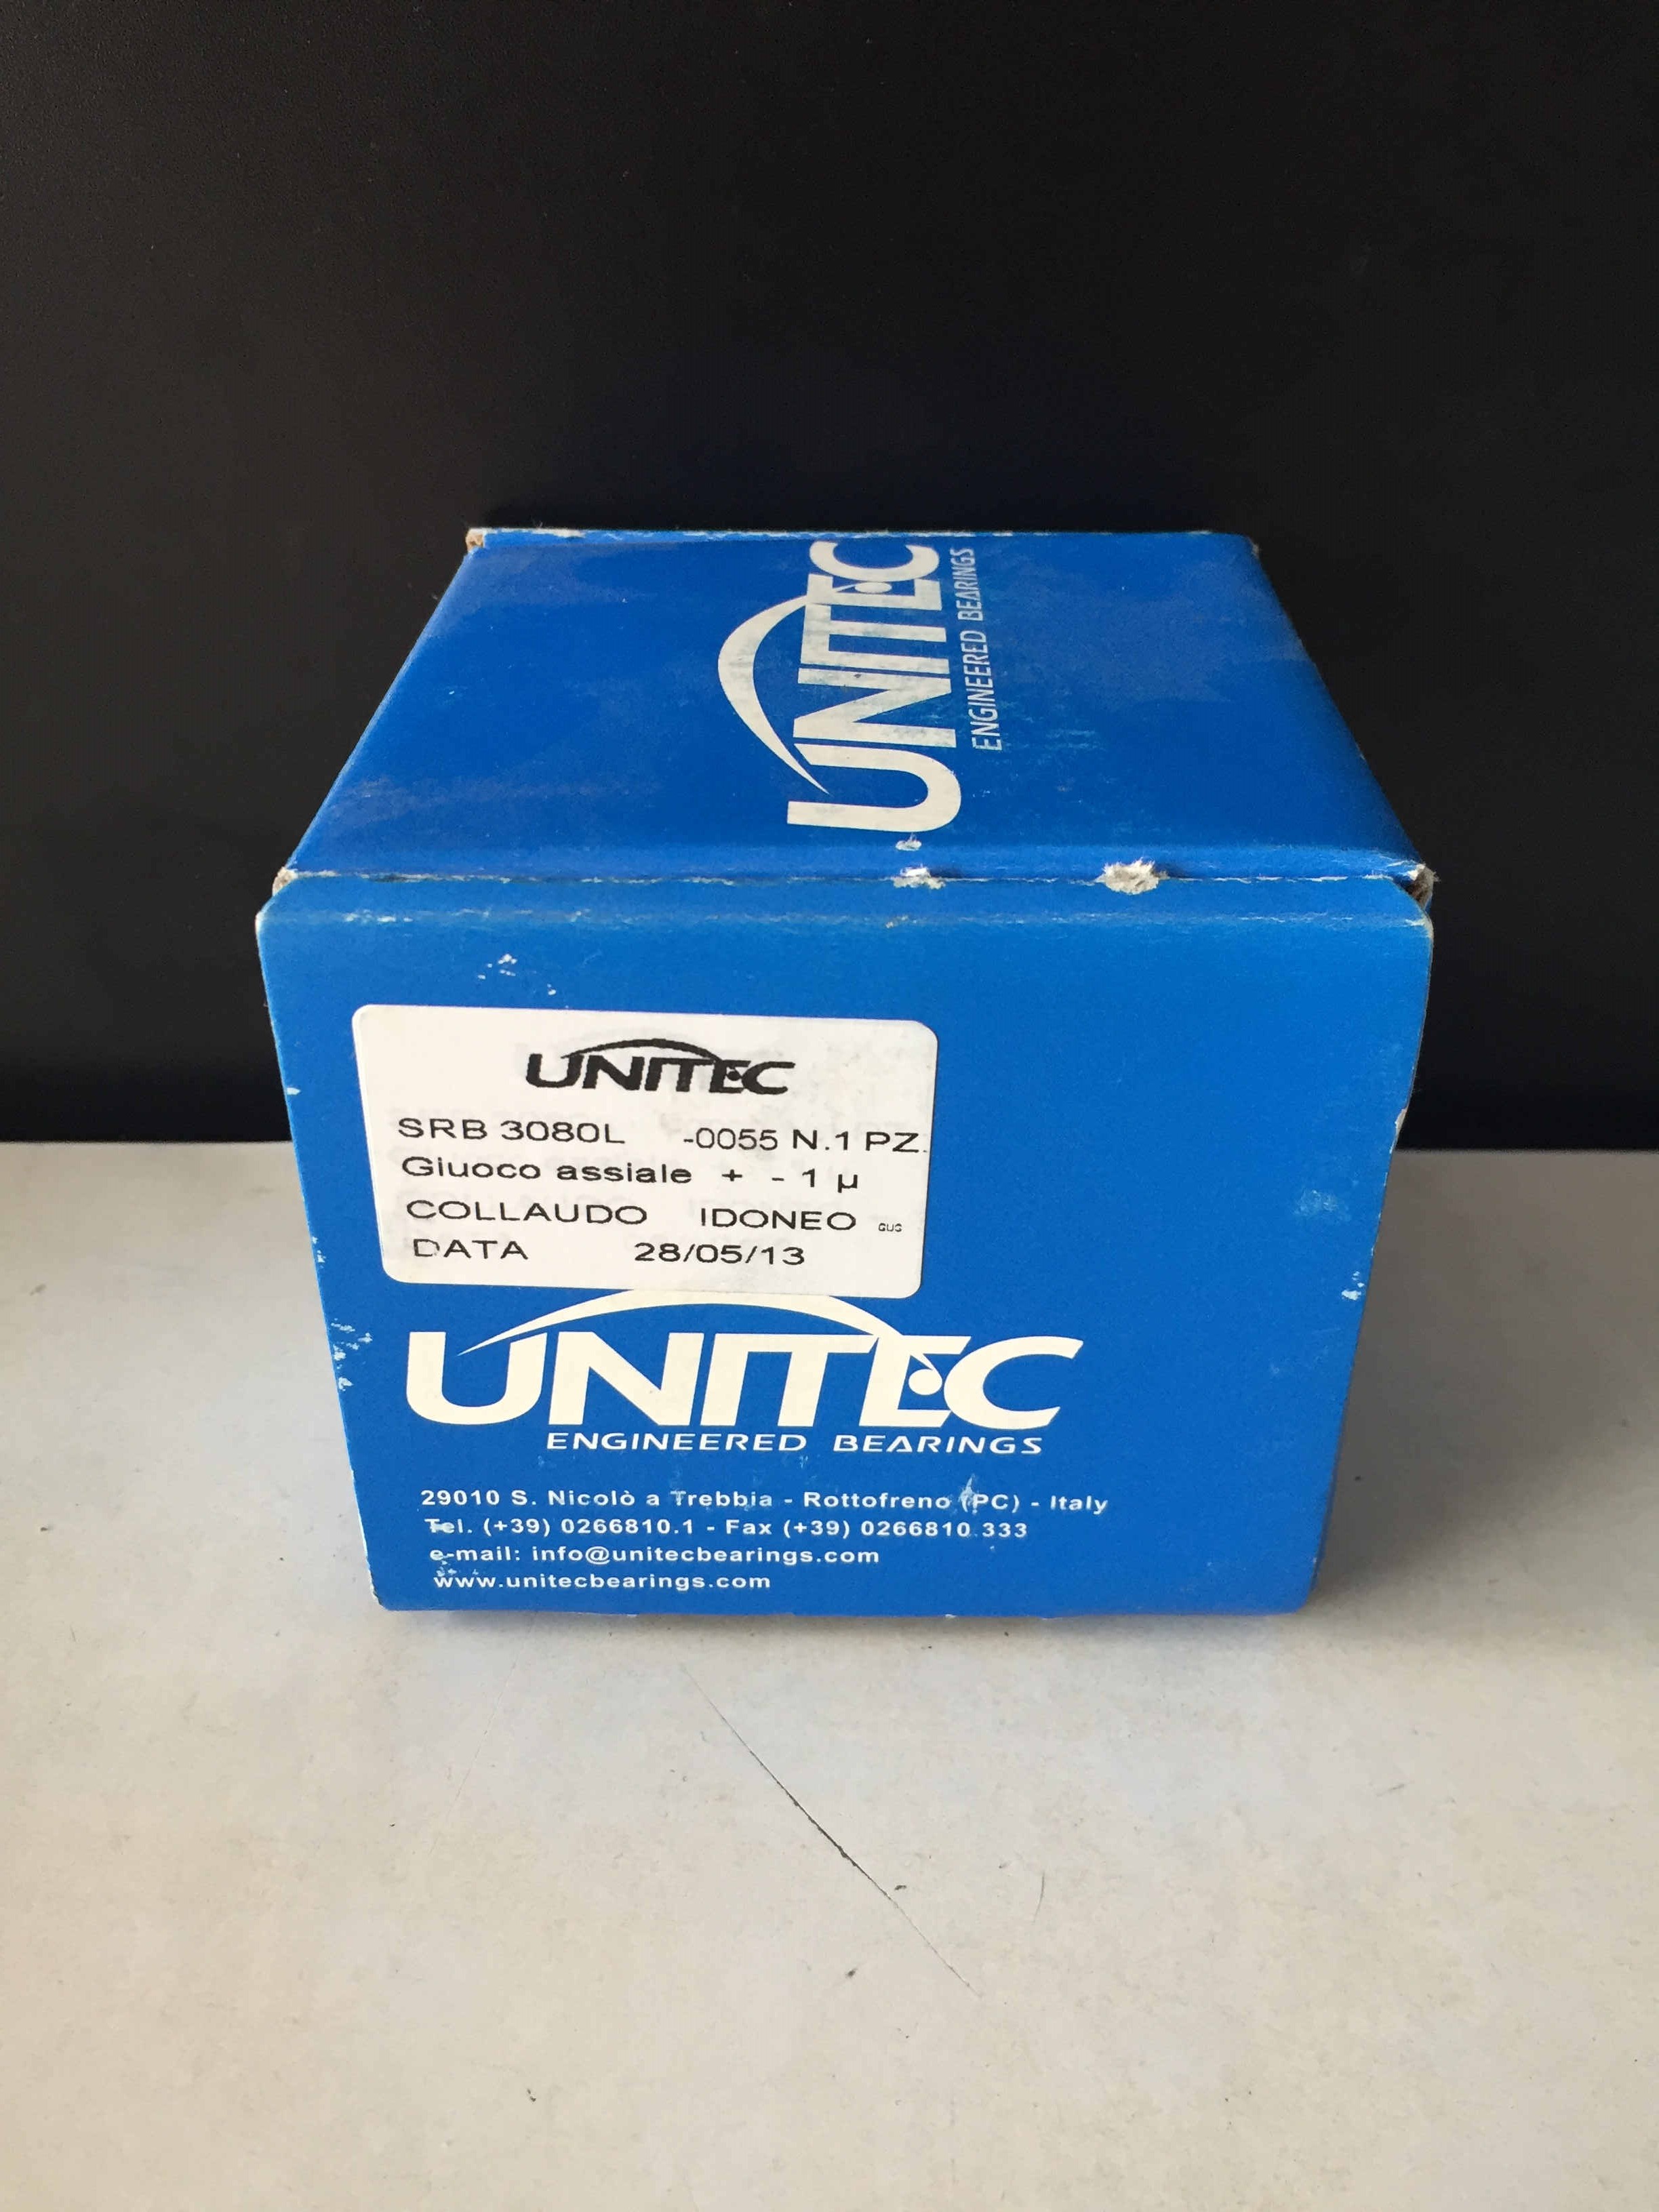 UNITEC
ENGINEERED BEARINGS
UNITEC
SRB 3080L -0055 N.1 PZ.
Giuoco assiale + - 1 µ
COLLAUDO IDONEO GUS
DATA 28/05/13
UNITEC
ENGINEERED BEARINGS
29010 S. Nicolò a Trebbia - Rottofreno (PC) - Italy
Tel. (+39) 0266810.1 - Fax (+39) 0266810.333
e-mail: info@unitecbearings.com
www.unitecbearings.com